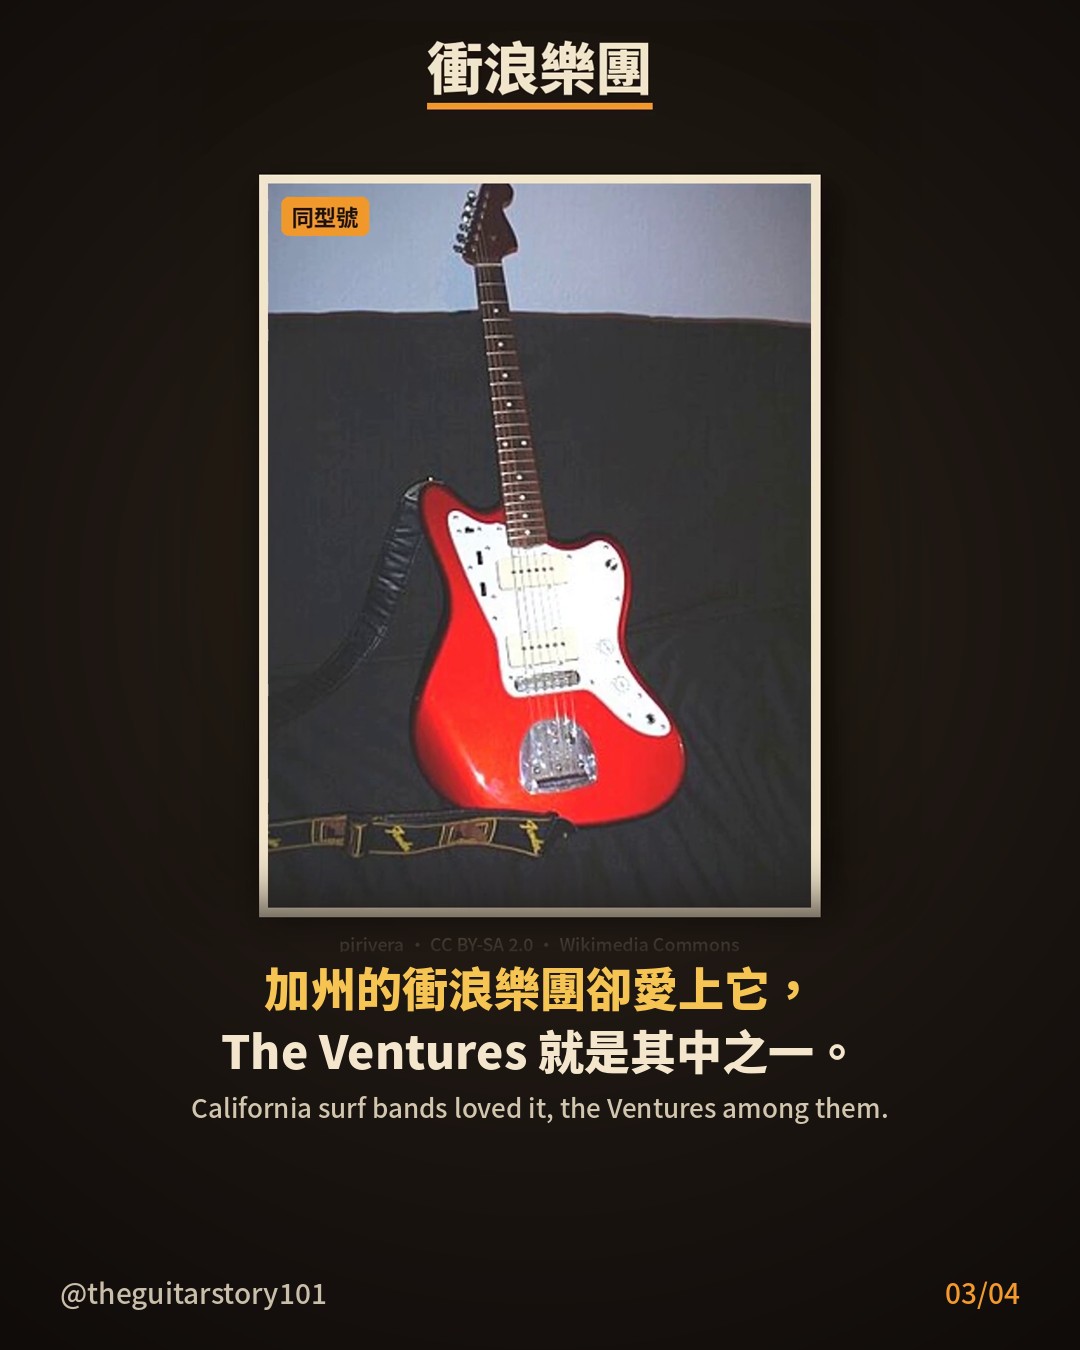 衝浪樂團
同型號
pirivera • CC BY-SA 2.0 • Wikimedia Commons
加州的衝浪樂團卻愛上它，
The Ventures 就是其中之一。
California surf bands loved it, the Ventures among them.
@theguitarstory101
03/04